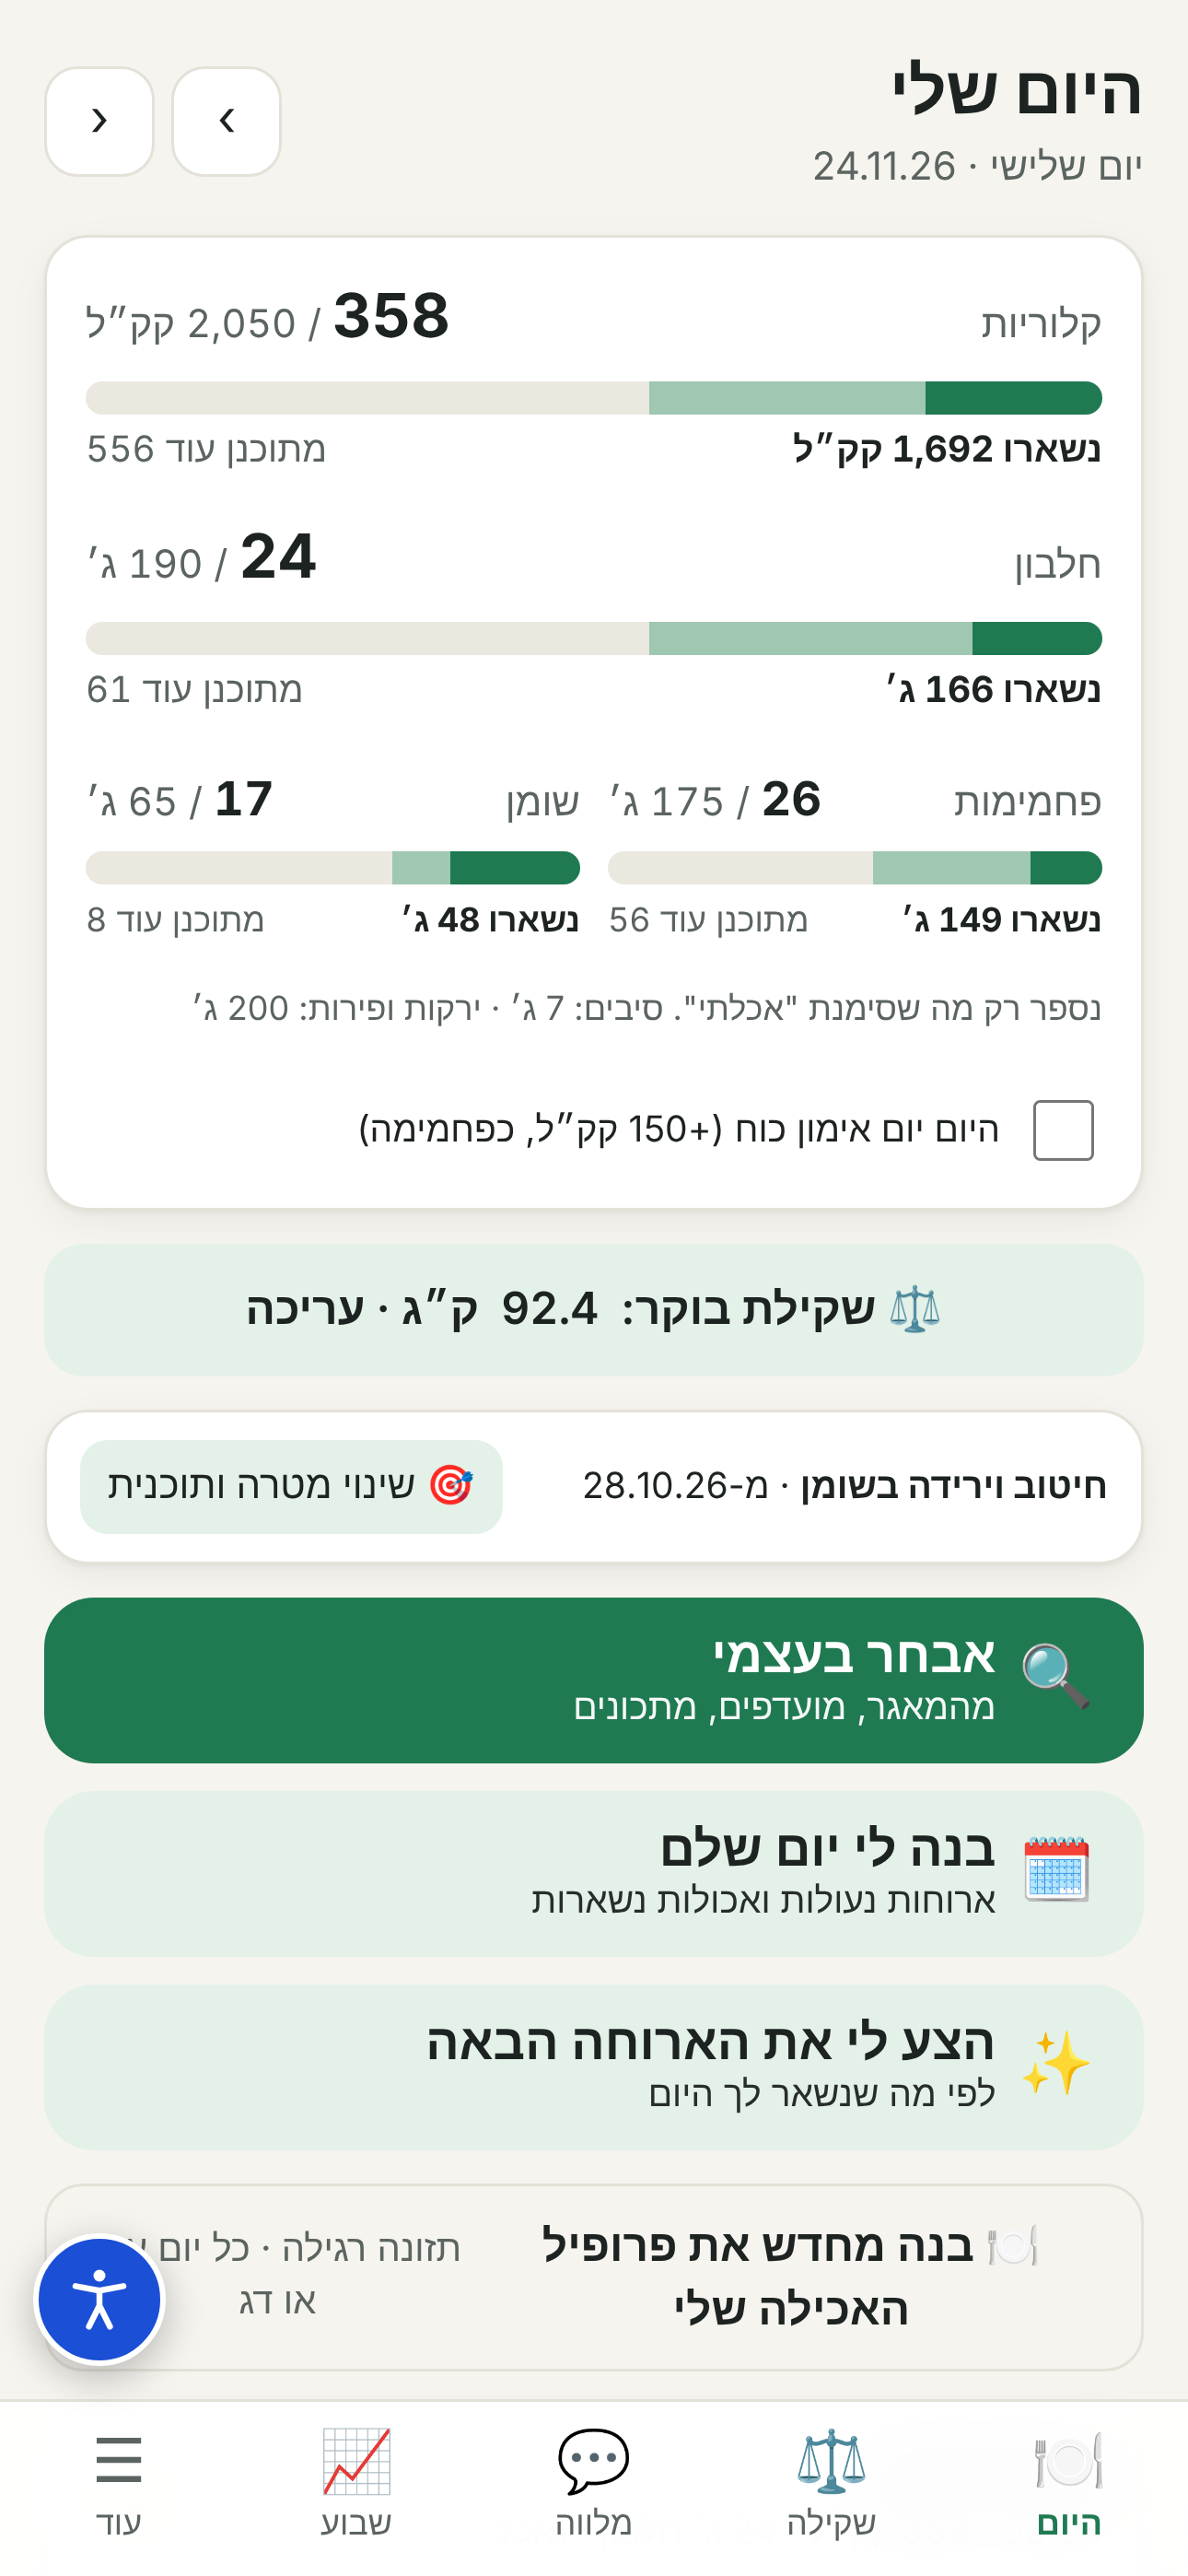 היום שלי
יום שלישי · 24.11.26
קלוריות 358 / 2,050 קק״ל
נשארו 1,692 קק״ל מתוכנן עוד 556
חלבון 24 / 190 ג׳
נשארו 166 ג׳ מתוכנן עוד 61
פחמימות 26 / 175 ג׳
נשארו 149 ג׳ מתוכנן עוד 56
שומן 17 / 65 ג׳
נשארו 48 ג׳ מתוכנן עוד 8
נספר רק מה שסימנת "אכלתי". סיבים: 7 ג׳ · ירקות ופירות: 200 ג׳
היום יום אימון כוח (+150 קק״ל, כפחמימה)
שקילת בוקר: 92.4 ק״ג · עריכה
חיטוב וירידה בשומן · מ-28.10.26
שינוי מטרה ותוכנית
אבחר בעצמי
מהמאגר, מועדפים, מתכונים
בנה לי יום שלם
ארוחות נעולות ואכולות נשארות
הצע לי את הארוחה הבאה
לפי מה שנשאר לך היום
בנה מחדש את פרופיל
האכילה שלי
תזונה רגילה · כל יום
או דג
היום
שקילה
מלווה
שבוע
עוד